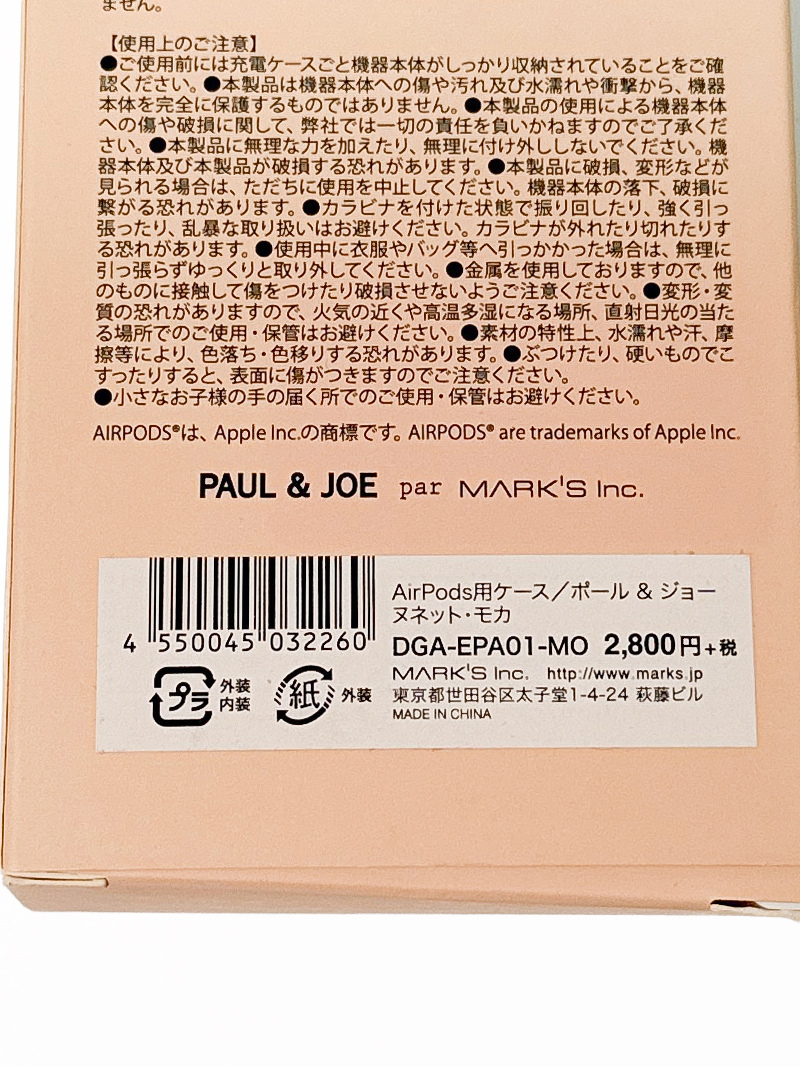 ません。
【使用上のご注意】
●ご使用前には充電ケースごと機器本体がしっかり収納されていることをご確
認ください。●本製品は機器本体への傷や汚れ及び水濡れや衝撃から、機器
本体を完全に保護するものではありません。●本製品の使用による機器本体
への傷や破損に関して、弊社では一切の責任を負いかねますのでご了承くだ
さい。●本製品に無理な力を加えたり、無理に付け外ししないでください。機
器本体及び本製品が破損する恐れがあります。●本製品に破損、変形などが
見られる場合は、ただちに使用を中止してください。機器本体の落下、破損に
繋がる恐れがあります。●カラビナを付けた状態で振り回したり、強く引っ
張ったり、乱暴な取り扱いはお避けください。カラビナが外れたり切れたりす
る恐れがあります。●使用中に衣服やバッグ等へ引っかかった場合は、無理に
引っ張らずゆっくりと取り外してください。●金属を使用しておりますので、他
のものに接触して傷をつけたり破損させないようご注意ください。●変形・変
質の恐れがありますので、火気の近くや高温多湿になる場所、直射日光の当た
る場所でのご使用・保管はお避けください。●素材の特性上、水濡れや汗、摩
擦等により、色落ち・色移りする恐れがあります。●ぶつけたり、硬いものでこ
すったりすると、表面に傷がつきますのでご注意ください。
●小さなお子様の手の届く所でのご使用・保管はお避けください。
AIRPODS®は、Apple Inc.の商標です。AIRPODS® are trademarks of Apple Inc.
PAUL & JOE par MARK'S Inc.
AirPods用ケース／ポール & ジョー
ヌネット・モカ
4 550045 032260
DGA-EPA01-MO 2,800円+税
MARK'S Inc. http://www.marks.jp
東京都世田谷区太子堂1-4-24 萩藤ビル
MADE IN CHINA
プラ 外装
内装
紙 外装